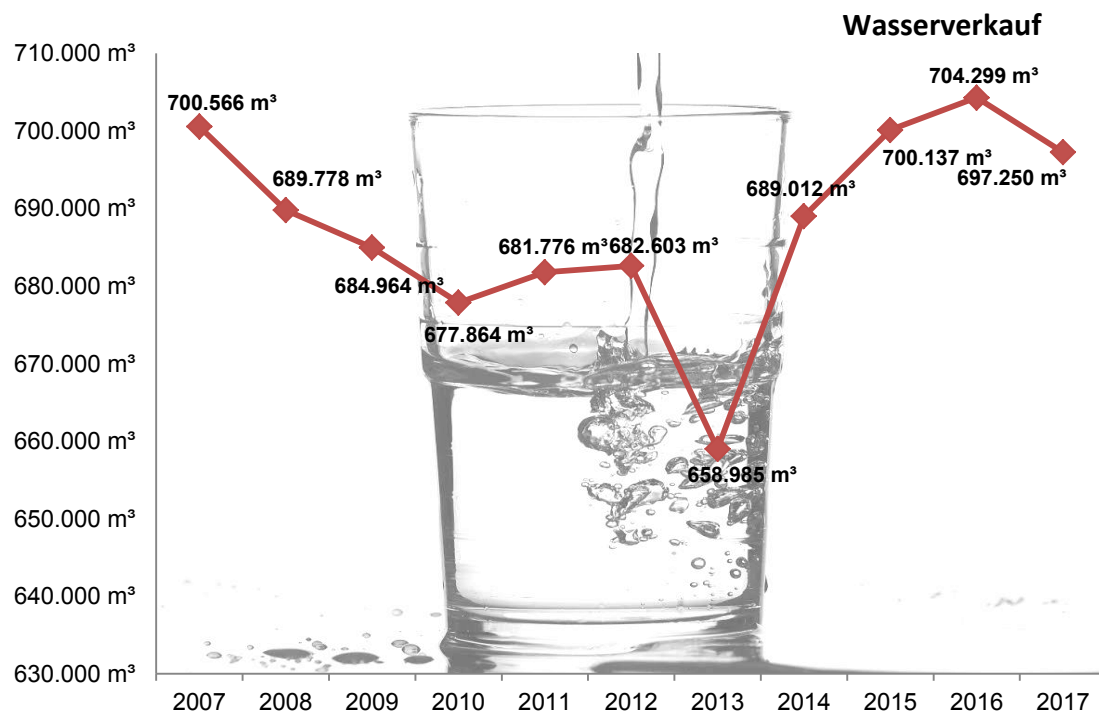 Wasserverkauf
710.000 m³
700.000 m³
690.000 m³
680.000 m³
670.000 m³
660.000 m³
650.000 m³
640.000 m³
630.000 m³
700.566 m³
689.778 m³
684.964 m³
677.864 m³
681.776 m³
682.603 m³
658.985 m³
689.012 m³
700.137 m³
704.299 m³
697.250 m³
2007 2008 2009 2010 2011 2012 2013 2014 2015 2016 2017